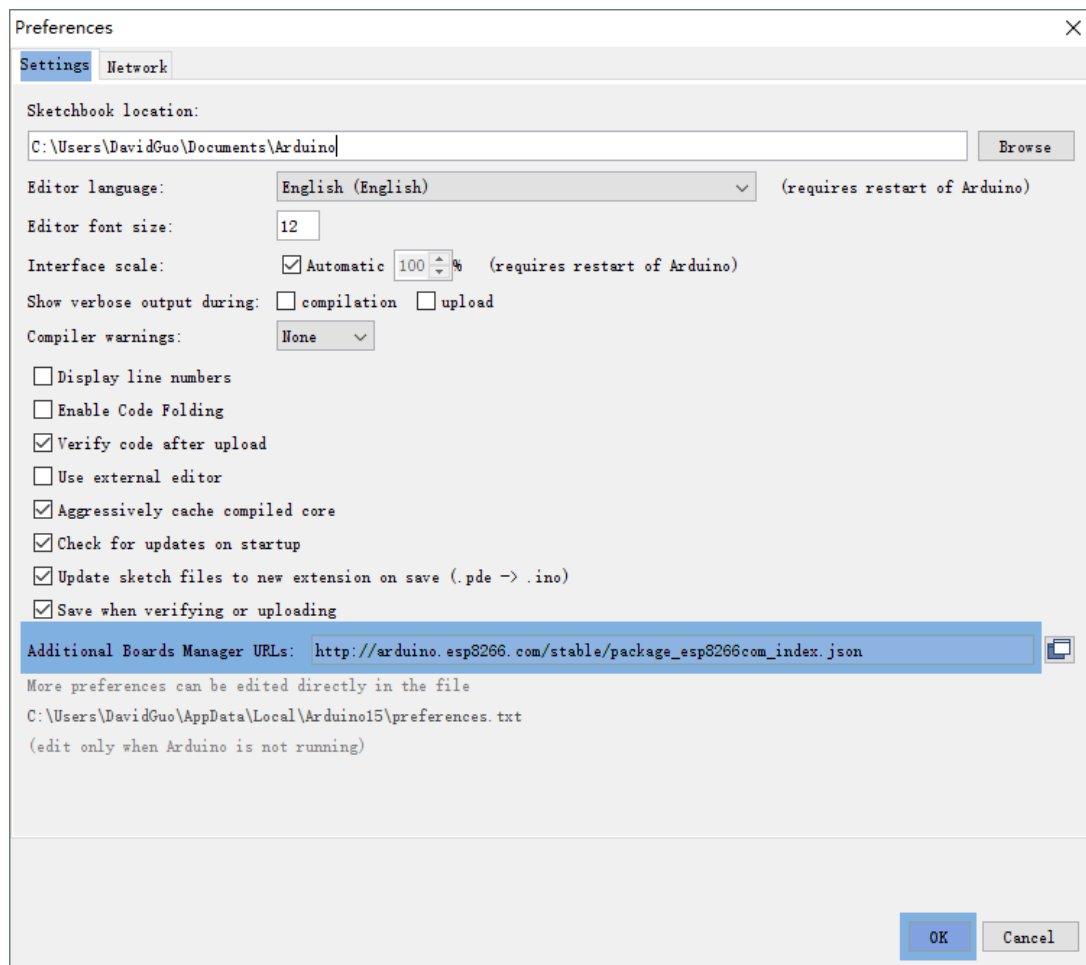 Preferences
Settings Network
Sketchbook location:
C:\Users\DavidGuo\Documents\Arduino Browse
Editor language: English (English) (requires restart of Arduino)
Editor font size: 12
Interface scale: Automatic 100 % (requires restart of Arduino)
Show verbose output during: compilation upload
Compiler warnings: None
Display line numbers
Enable Code Folding
Verify code after upload
Use external editor
Aggressively cache compiled core
Check for updates on startup
Update sketch files to new extension on save (.pde -> .ino)
Save when verifying or uploading
Additional Boards Manager URLs: http://arduino.esp8266.com/stable/package_esp8266com_index.json
More preferences can be edited directly in the file
C:\Users\DavidGuo\AppData\Local\Arduino15\preferences.txt
(edit only when Arduino is not running)
OK Cancel